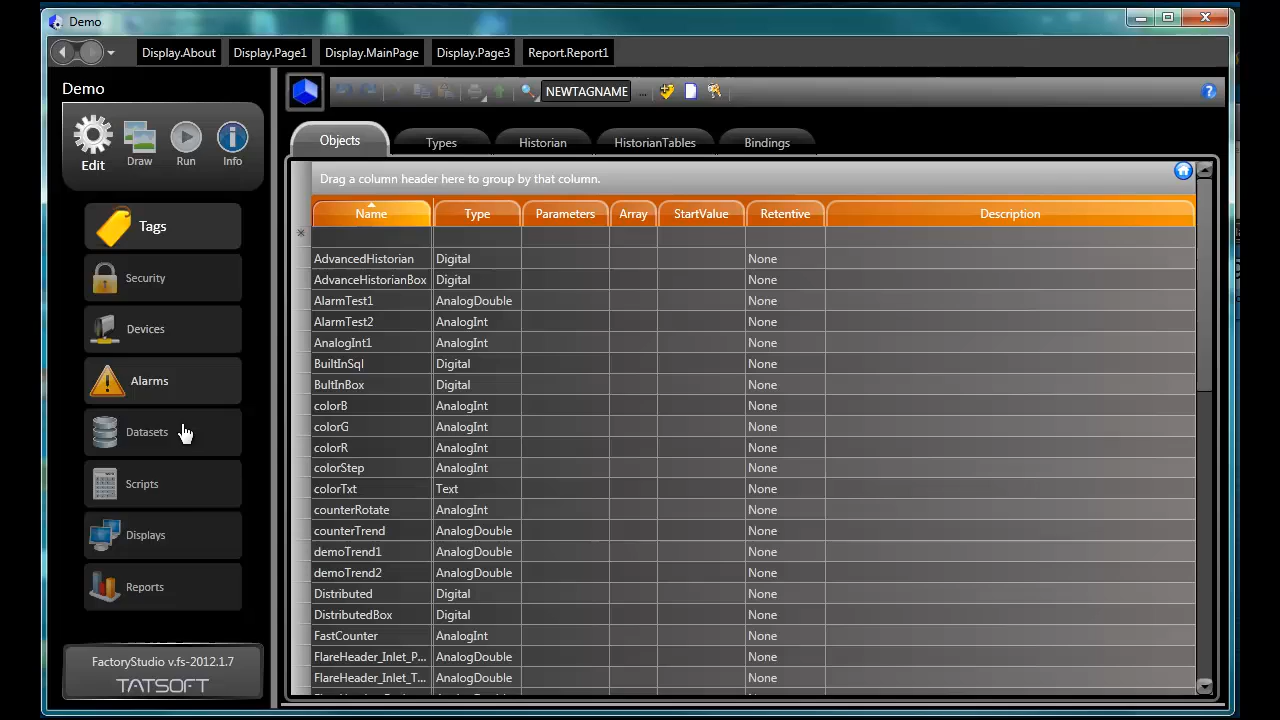 Demo
Display.About Display.Page1 Display.MainPage Display.Page3 Report.Report1
Demo
Edit Draw Run Info
Tags
Security
Devices
Alarms
Datasets
Scripts
Displays
Reports
FactoryStudio v.fs-2012.1.7
TATSOFT
NEWTAGNAME ...
Objects Types Historian HistorianTables Bindings
Drag a column header here to group by that column.
Name Type Parameters Array StartValue Retentive Description
AdvancedHistorian Digital None
AdvanceHistorianBox Digital None
AlarmTest1 AnalogDouble None
AlarmTest2 AnalogInt None
AnalogInt1 AnalogInt None
BuiltInSql Digital None
BultInBox Digital None
colorB AnalogInt None
colorG AnalogInt None
colorR AnalogInt None
colorStep AnalogInt None
colorTxt Text None
counterRotate AnalogInt None
counterTrend AnalogDouble None
demoTrend1 AnalogDouble None
demoTrend2 AnalogDouble None
Distributed Digital None
DistributedBox Digital None
FastCounter AnalogInt None
FlareHeader_Inlet_P... AnalogDouble None
FlareHeader_Inlet_T... AnalogDouble None